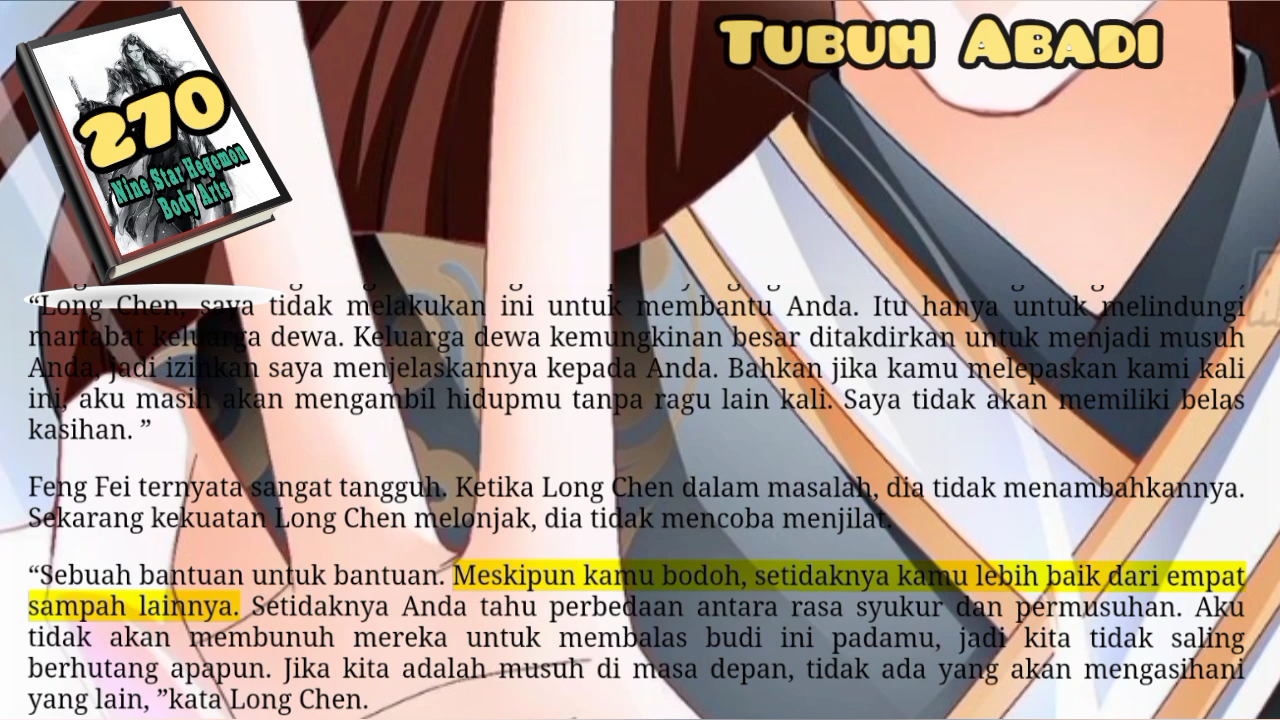 TUBUH ABADI
270
Nine Star Hegemon
Body Arts
“Long Chen, saya tidak melakukan ini untuk membantu Anda. Itu hanya untuk melindungi
martabat keluarga dewa. Keluarga dewa kemungkinan besar ditakdirkan untuk menjadi musuh
Anda, jadi izinkan saya menjelaskannya kepada Anda. Bahkan jika kamu melepaskan kami kali
ini, aku masih akan mengambil hidupmu tanpa ragu lain kali. Saya tidak akan memiliki belas
kasihan. ”
Feng Fei ternyata sangat tangguh. Ketika Long Chen dalam masalah, dia tidak menambahkannya.
Sekarang kekuatan Long Chen melonjak, dia tidak mencoba menjilat.
“Sebuah bantuan untuk bantuan. Meskipun kamu bodoh, setidaknya kamu lebih baik dari empat
sampah lainnya. Setidaknya Anda tahu perbedaan antara rasa syukur dan permusuhan. Aku
tidak akan membunuh mereka untuk membalas budi ini padamu, jadi kita tidak saling
berhutang apapun. Jika kita adalah musuh di masa depan, tidak ada yang akan mengasihani
yang lain, ”kata Long Chen.